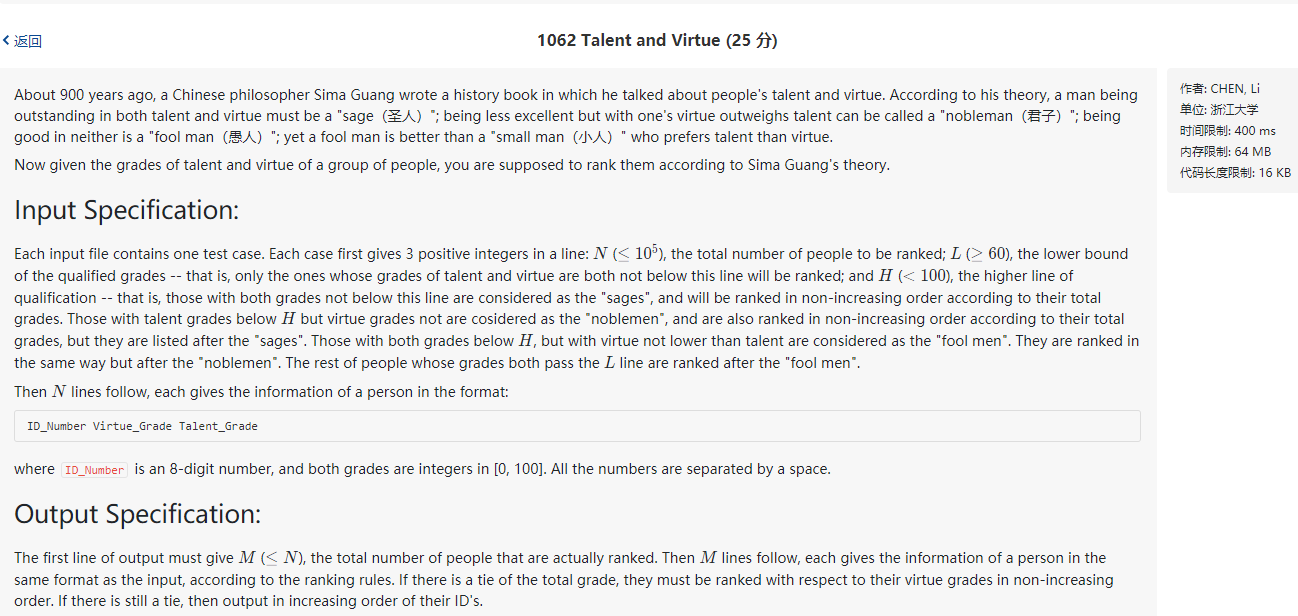 返回
1062 Talent and Virtue (25 分)
About 900 years ago, a Chinese philosopher Sima Guang wrote a history book in which he talked about people's talent and virtue. According to his theory, a man being
outstanding in both talent and virtue must be a "sage（圣人）"; being less excellent but with one's virtue outweighs talent can be called a "nobleman（君子）"; being
good in neither is a "fool man（愚人）"; yet a fool man is better than a "small man（小人）" who prefers talent than virtue.
Now given the grades of talent and virtue of a group of people, you are supposed to rank them according to Sima Guang's theory.
Input Specification:
Each input file contains one test case. Each case first gives 3 positive integers in a line: N (≤ 10⁵), the total number of people to be ranked; L (≥ 60), the lower bound
of the qualified grades -- that is, only the ones whose grades of talent and virtue are both not below this line will be ranked; and H (< 100), the higher line of
qualification -- that is, those with both grades not below this line are considered as the "sages", and will be ranked in non-increasing order according to their total
grades. Those with talent grades below H but virtue grades not are cosidered as the "noblemen", and are also ranked in non-increasing order according to their total
grades, but they are listed after the "sages". Those with both grades below H, but with virtue not lower than talent are considered as the "fool men". They are ranked in
the same way but after the "noblemen". The rest of people whose grades both pass the L line are ranked after the "fool men".
Then N lines follow, each gives the information of a person in the format:
ID_Number Virtue_Grade Talent_Grade
where ID_Number is an 8-digit number, and both grades are integers in [0, 100]. All the numbers are separated by a space.
Output Specification:
The first line of output must give M (≤ N), the total number of people that are actually ranked. Then M lines follow, each gives the information of a person in the
same format as the input, according to the ranking rules. If there is a tie of the total grade, they must be ranked with respect to their virtue grades in non-increasing
order. If there is still a tie, then output in increasing order of their ID's.
作者: CHEN, Li
单位: 浙江大学
时间限制: 400 ms
内存限制: 64 MB
代码长度限制: 16 KB